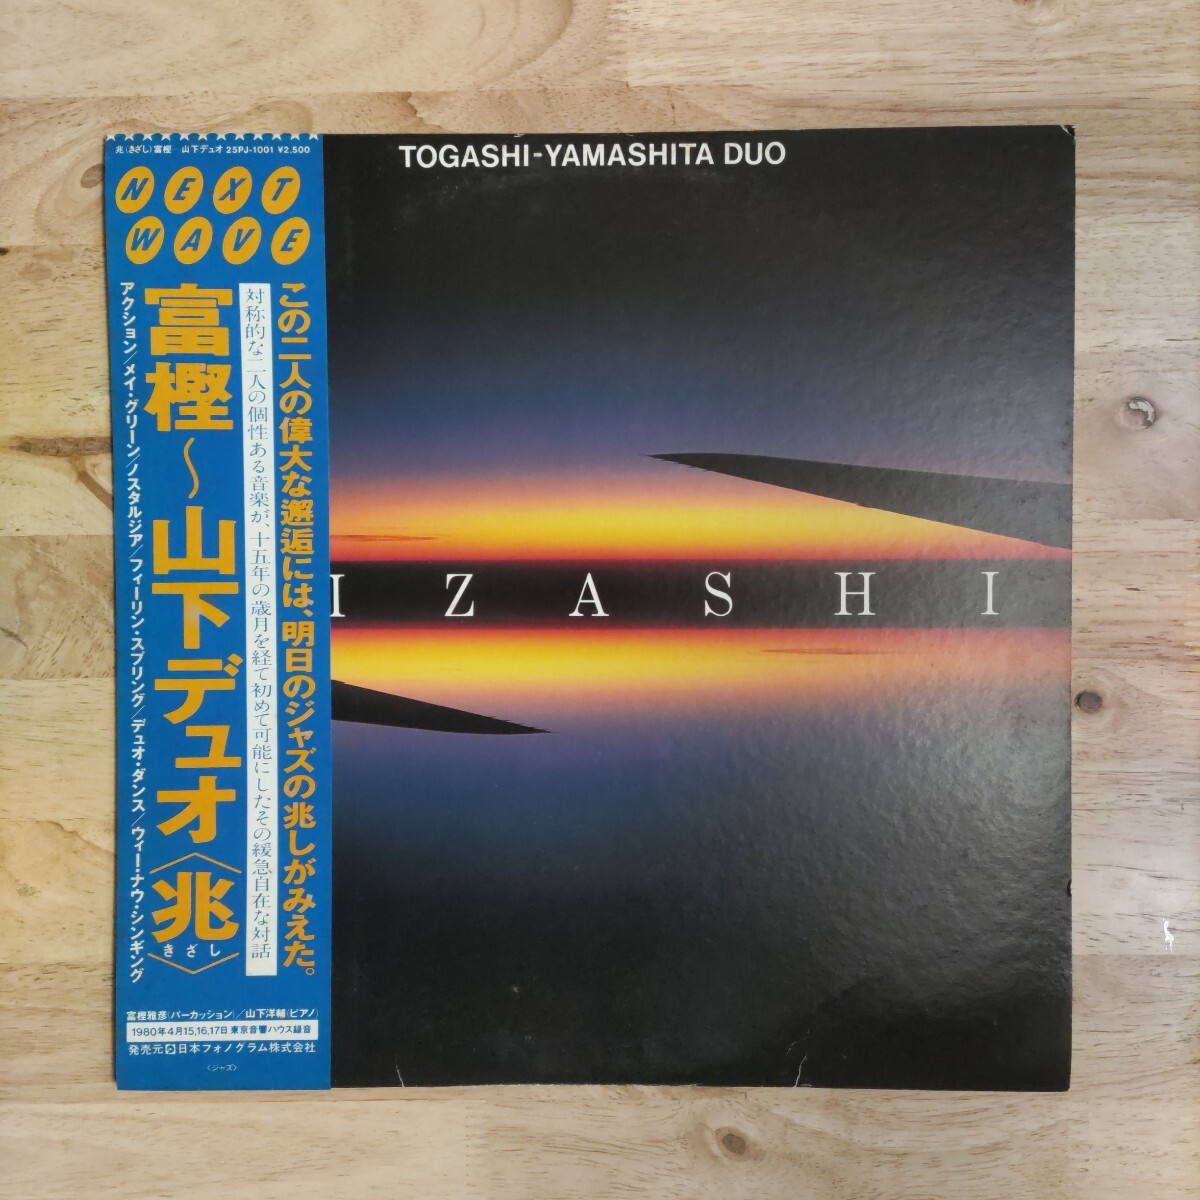 兆(きざし)富樫 山下デュオ 25PJ-1001 ¥2,500
NEXT
WAVE
この二人の偉大な邂逅には、明日のジャズの兆しがみえた。
対称的な二人の個性ある音楽が、十五年の歳月を経て初めて可能にしたその緩急自在な対話
富樫〜山下デュオ〈兆〉
きざし
アクション/メイ・グリーン/ノスタルジア/フィーリン・スプリング/デュオ・ダンス/ウィー・ナウ・シンギング
富樫雅彦(パーカッション)/山下洋輔(ピアノ)
1980年4月15,16,17日 東京音響ハウス録音
発売元 日本フォノグラム株式会社
〈ジャズ〉
TOGASHI-YAMASHITA DUO
IZASHI